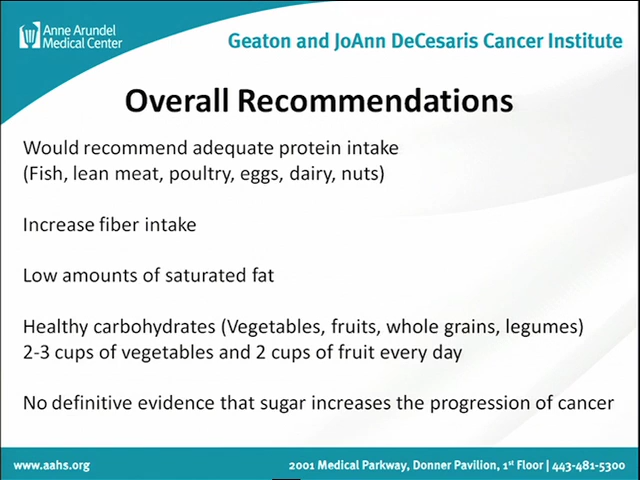 Anne Arundel
Medical Center
Geaton and JoAnn DeCesaris Cancer Institute
Overall Recommendations
Would recommend adequate protein intake
(Fish, lean meat, poultry, eggs, dairy, nuts)
Increase fiber intake
Low amounts of saturated fat
Healthy carbohydrates (Vegetables, fruits, whole grains, legumes)
2-3 cups of vegetables and 2 cups of fruit every day
No definitive evidence that sugar increases the progression of cancer
www.aahs.org
2001 Medical Parkway, Donner Pavilion, 1st Floor | 443-481-5300